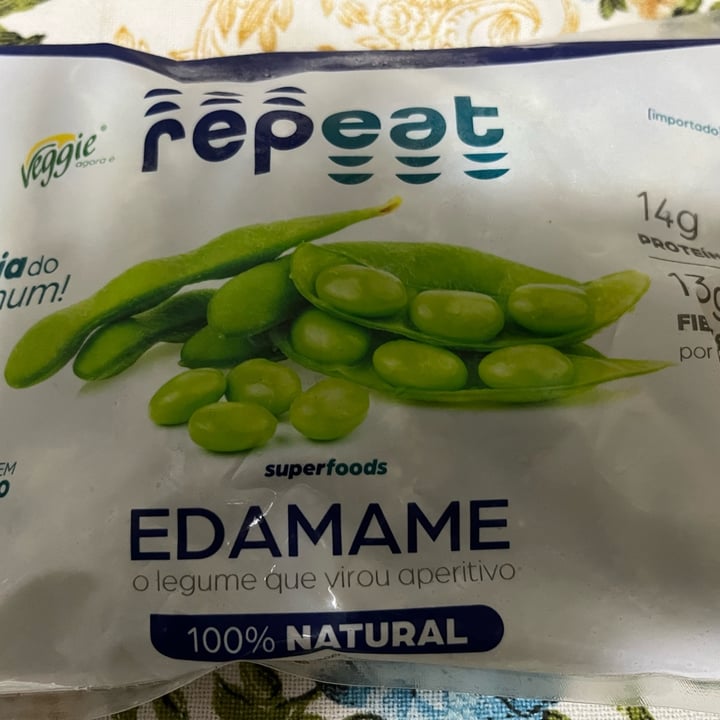 repeat
Veggie®
agora é
[importado
14g
PROTEÍN
13g
FIB
por
ia do
num!
EM
superfoods
EDAMAME
o legume que virou aperitivo
100% NATURAL